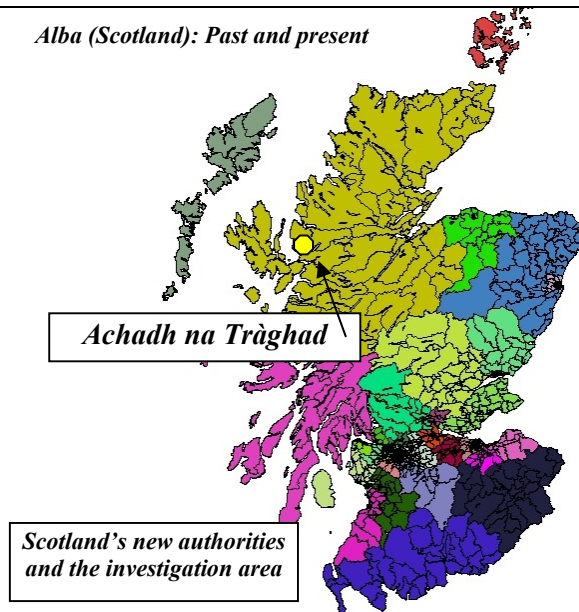 Alba (Scotland): Past and present
Achadh na Tràghad
Scotland’s new authorities
and the investigation area